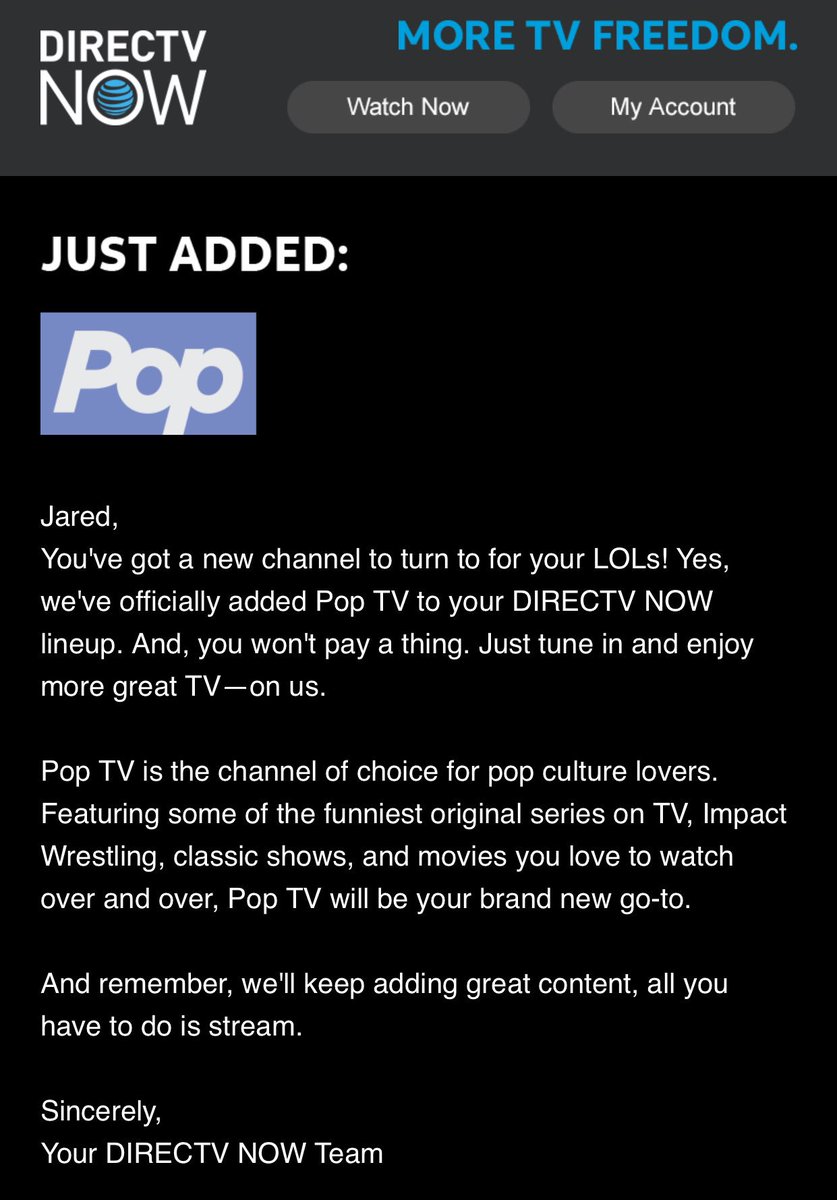 DIRECTV
NOW
MORE TV FREEDOM.
Watch Now
My Account
JUST ADDED:
Pop
Jared,
You've got a new channel to turn to for your LOLs! Yes,
we've officially added Pop TV to your DIRECTV NOW
lineup. And, you won't pay a thing. Just tune in and enjoy
more great TV—on us.
Pop TV is the channel of choice for pop culture lovers.
Featuring some of the funniest original series on TV, Impact
Wrestling, classic shows, and movies you love to watch
over and over, Pop TV will be your brand new go-to.
And remember, we'll keep adding great content, all you
have to do is stream.
Sincerely,
Your DIRECTV NOW Team